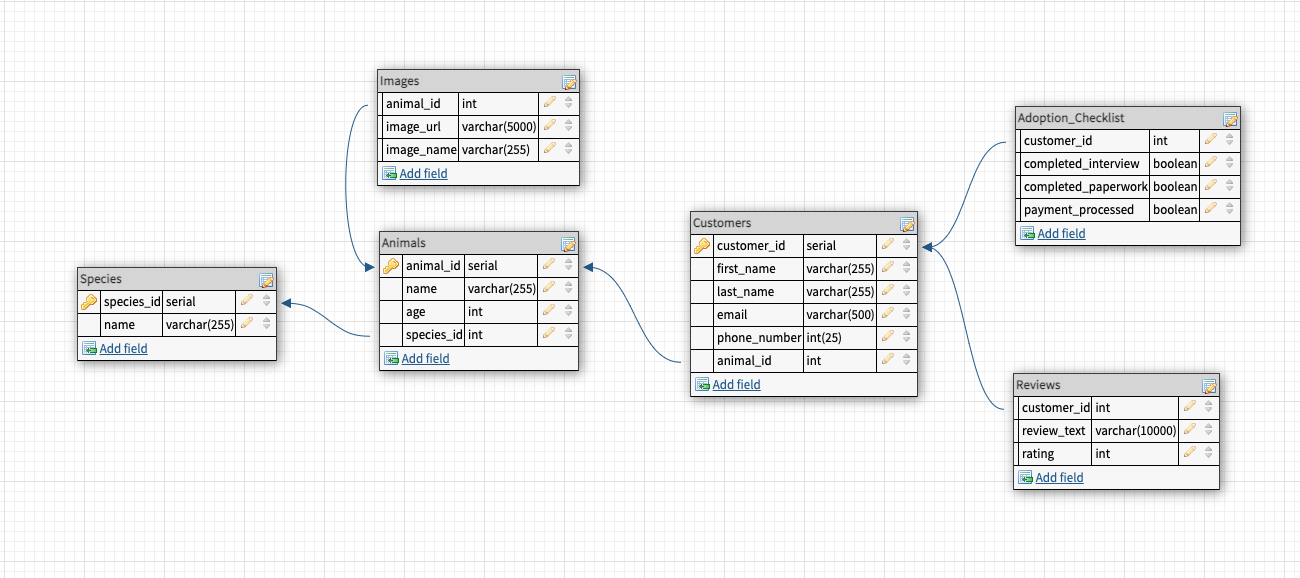 Images
animal_id int
image_url varchar(5000)
image_name varchar(255)
Add field
Adoption_Checklist
customer_id int
completed_interview boolean
completed_paperwork boolean
payment_processed boolean
Add field
Customers
customer_id serial
first_name varchar(255)
last_name varchar(255)
email varchar(500)
phone_number int(25)
animal_id int
Add field
Animals
animal_id serial
name varchar(255)
age int
species_id int
Add field
Species
species_id serial
name varchar(255)
Add field
Reviews
customer_id int
review_text varchar(10000)
rating int
Add field